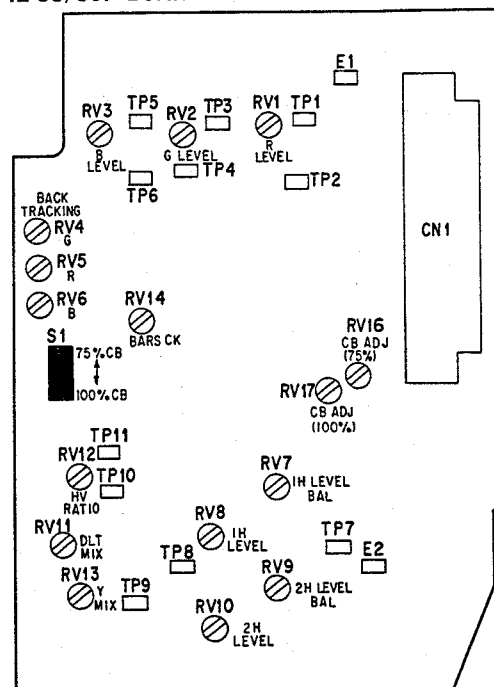 E1
RV3
TP5
RV2
TP3
RV1
TP1
B
LEVEL
G LEVEL
R
LEVEL
TP4
TP6
TP2
BACK
TRACKING
RV4
G
CN1
RV5
R
RV6
B
RV14
BARS CK
S1
75%CB
100%CB
RV16
CB ADJ
(75%)
RV17
CB ADJ
(100%)
TP11
RV12
TP10
HV
RATIO
RV7
1H LEVEL
BAL
RV11
DLT
MIX
RV8
1H
LEVEL
TP7
TP8
E2
RV9
2H LEVEL
BAL
RV13
Y
MIX
TP9
RV10
2H
LEVEL